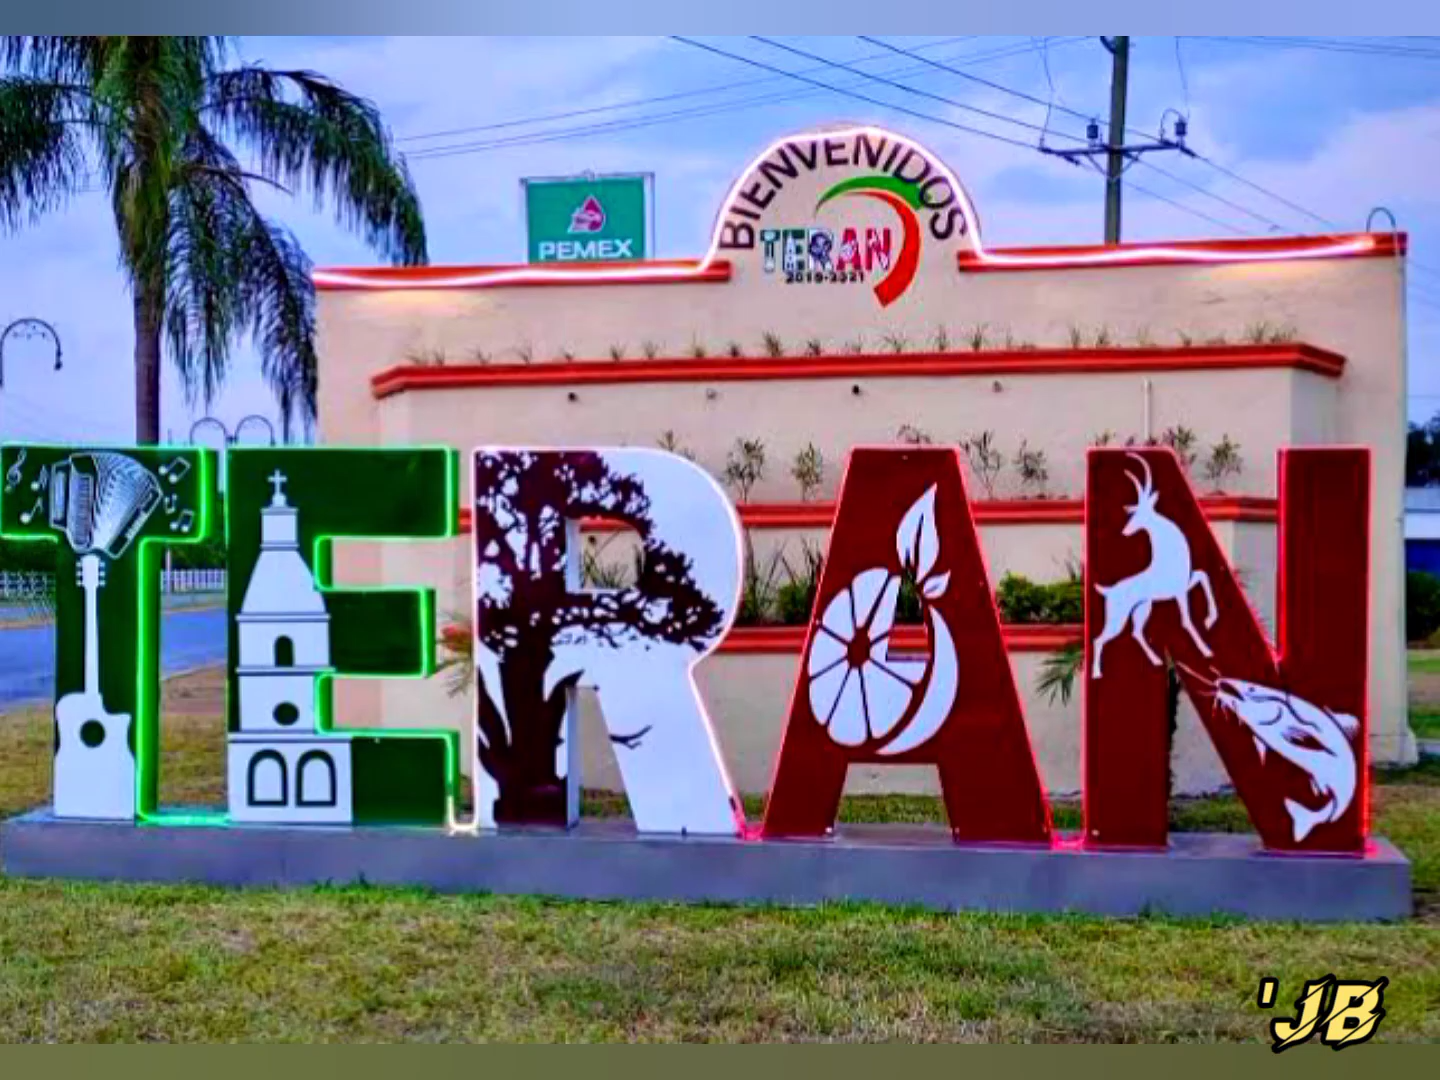 BIENVENIDOS
PEMEX
TERAN
2019-2021
TERAN
'JB